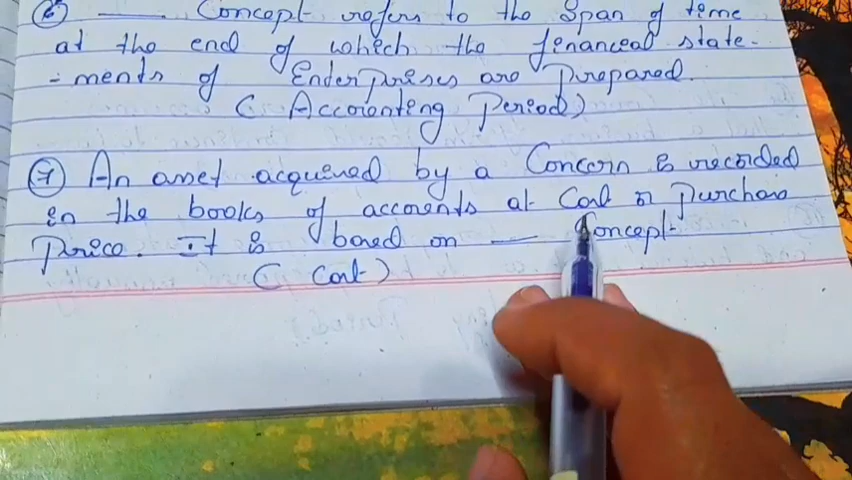 ⑥ ——— Concept refers to the Span of time
at the end of which the financial state-
-ments of Enterprises are Prepared.
( Accounting Period)
⑦ An asset acquired by a Concern is recorded
in the books of accounts at Cost or Purchase
Price. It is based on —— Concept.
( Cost )